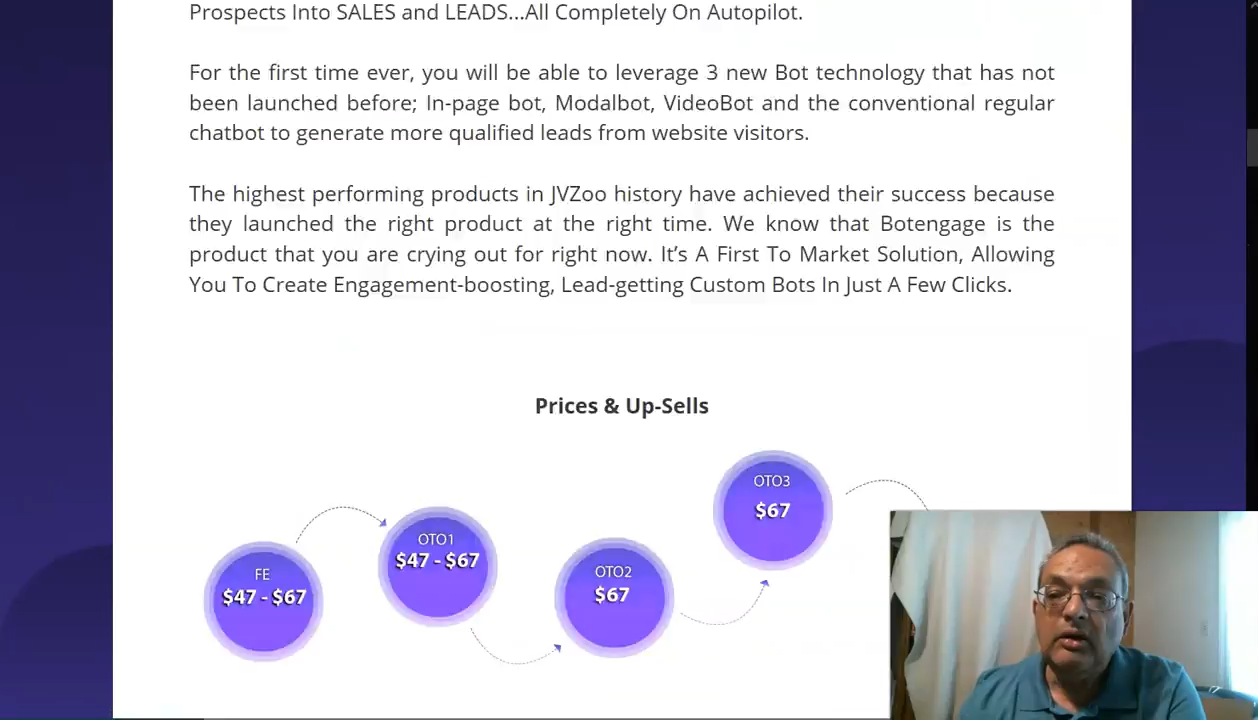 Prospects Into SALES and LEADS...All Completely On Autopilot.
For the first time ever, you will be able to leverage 3 new Bot technology that has not
been launched before; In-page bot, Modalbot, VideoBot and the conventional regular
chatbot to generate more qualified leads from website visitors.
The highest performing products in JVZoo history have achieved their success because
they launched the right product at the right time. We know that Botengage is the
product that you are crying out for right now. It’s A First To Market Solution, Allowing
You To Create Engagement-boosting, Lead-getting Custom Bots In Just A Few Clicks.
Prices & Up-Sells
FE
$47 - $67
OTO1
$47 - $67
OTO2
$67
OTO3
$67